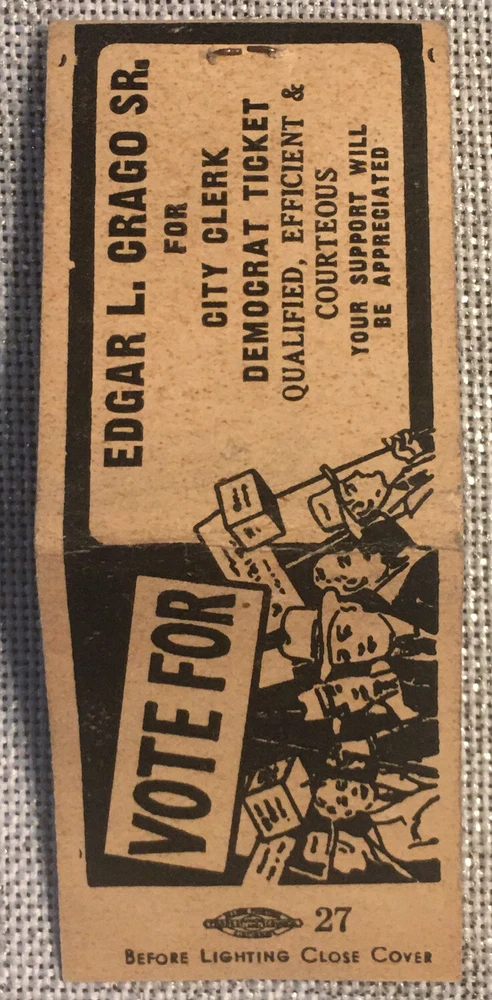 VOTE FOR
EDGAR L. CRAGO SR.
FOR
CITY CLERK
DEMOCRAT TICKET
QUALIFIED, EFFICIENT &
COURTEOUS
YOUR SUPPORT WILL
BE APPRECIATED
27
BEFORE LIGHTING CLOSE COVER